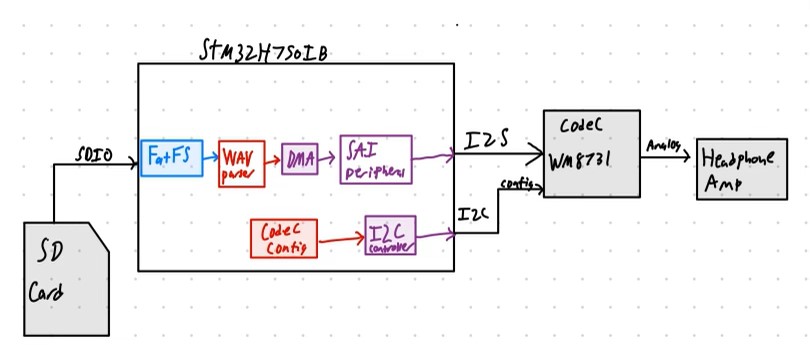 STM32H750IB
SDIO
FatFS
WAV
parser
DMA
SAI
peripheral
I2S
CodeC
WM8731
Analog
Headphone
Amp
SD
Card
CodeC
Config
I2C
controller
I2C
config